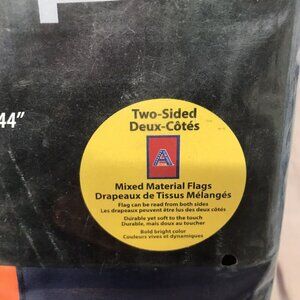 44"
Two-Sided
Deux-Côtés
A
Mixed Material Flags
Drapeaux de Tissus Mélangés
Flag can be read from both sides
Les drapeaux peuvent être lus des deux côtés
Durable yet soft to the touch
Durable, mais doux au toucher
Bold bright color
Couleurs vives et dynamiques